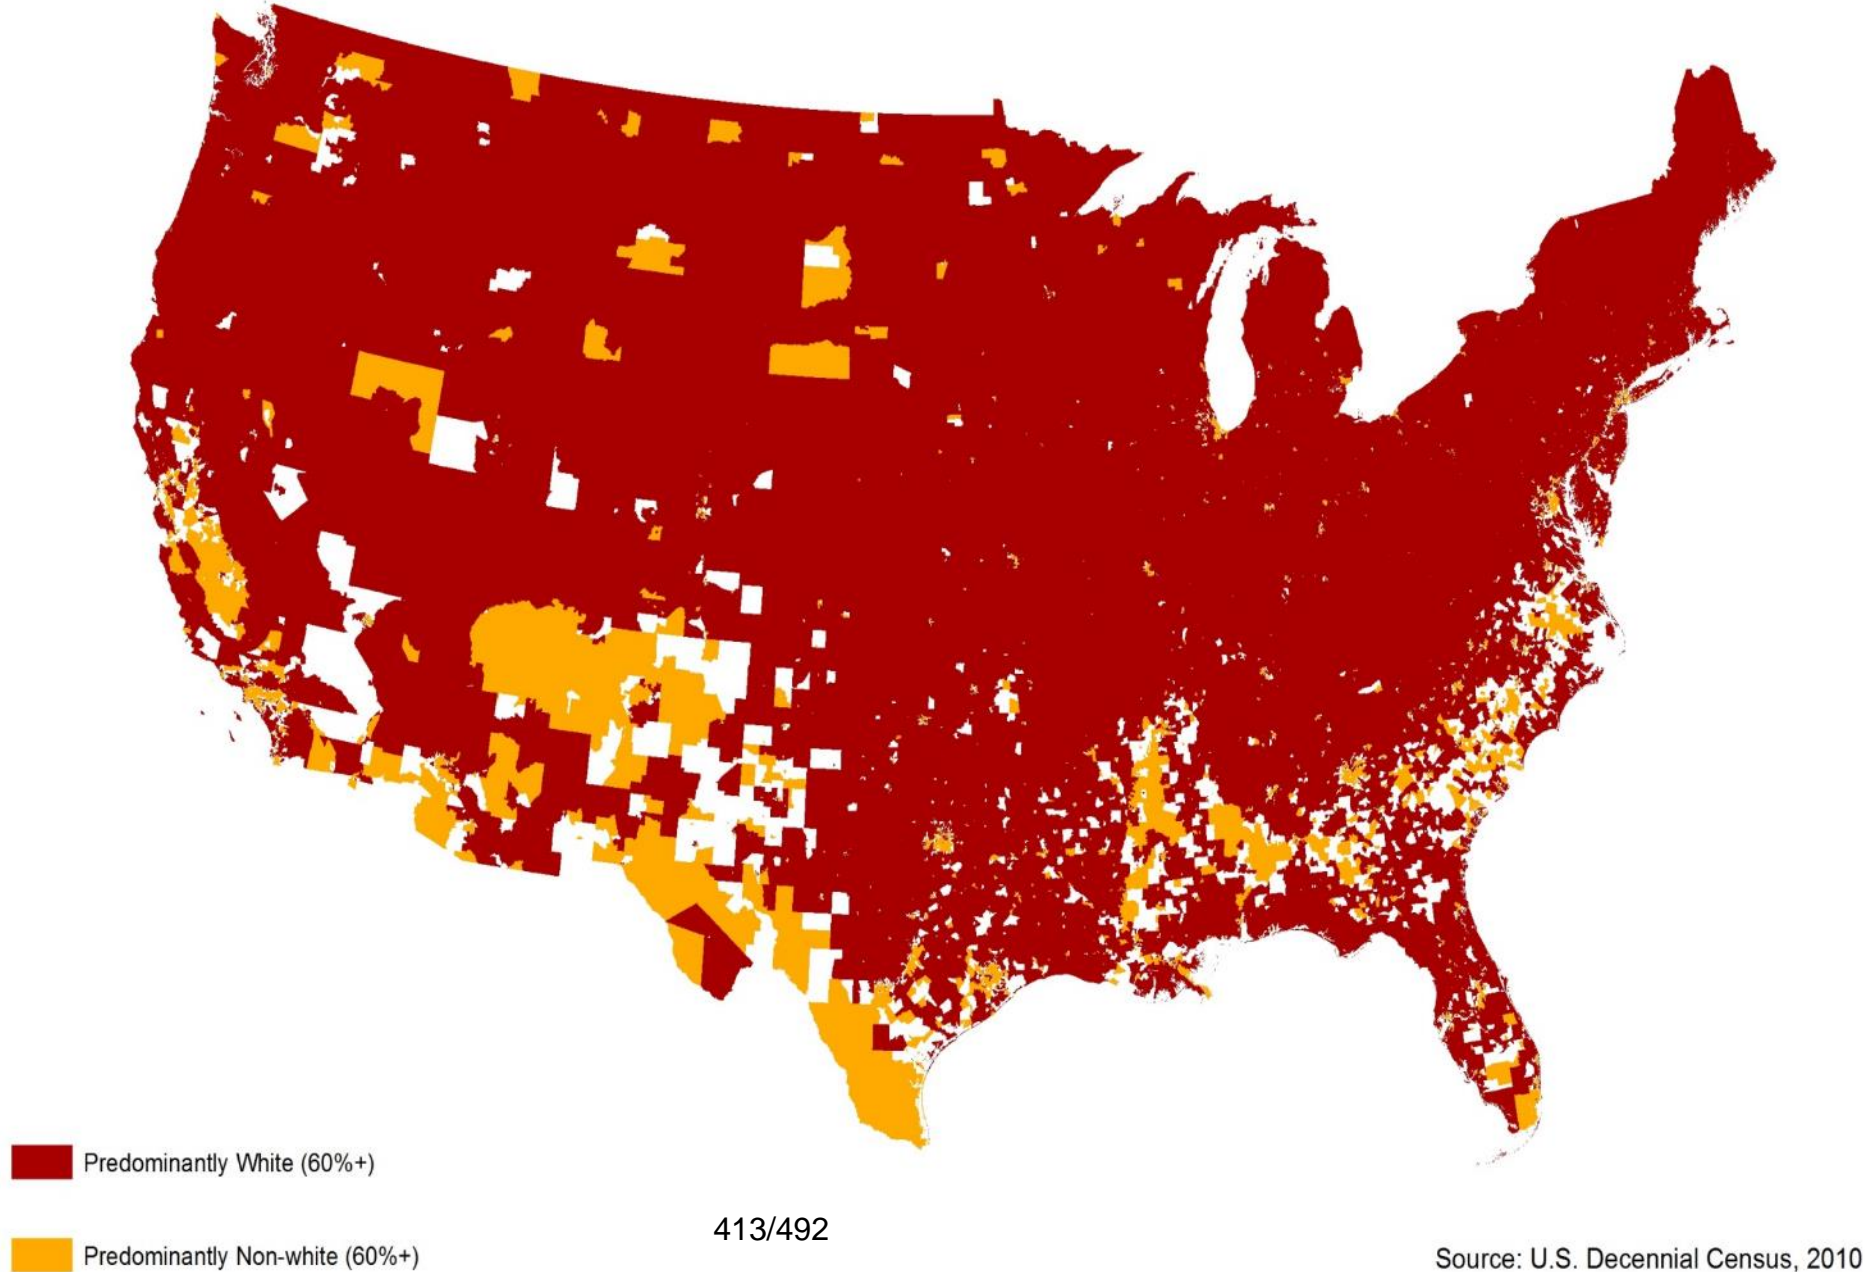 Predominantly White (60%+)
413/492
Predominantly Non-white (60%+)
Source: U.S. Decennial Census, 2010